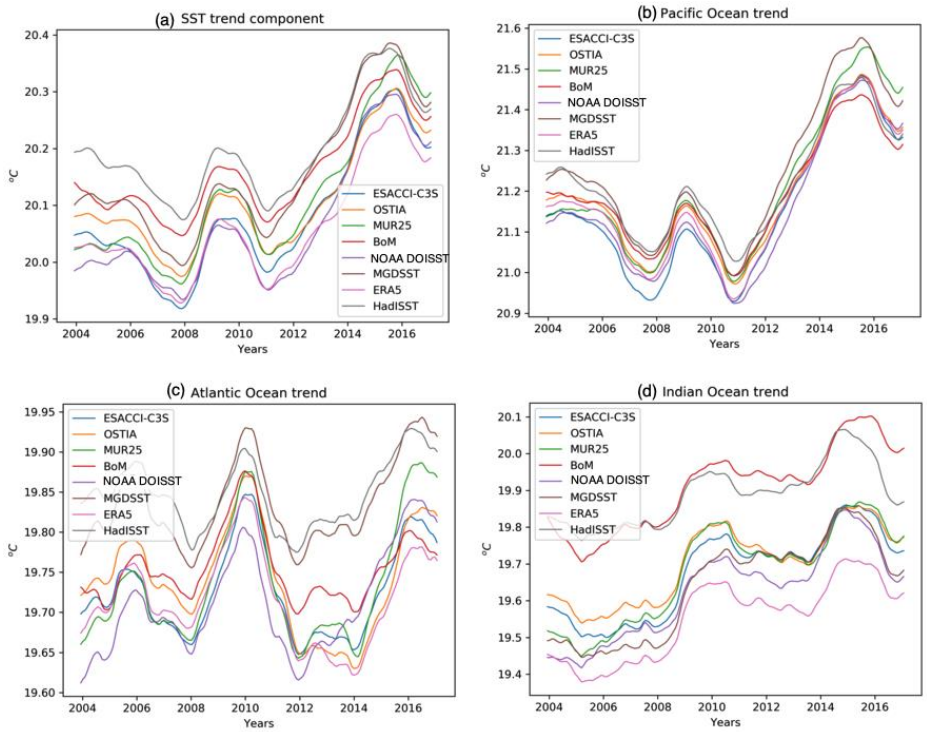 (a) SST trend component
20.4
20.3
20.2
20.1
20.0
19.9
°C
ESACCI-C3S
OSTIA
MUR25
BoM
NOAA DOISST
MGDSST
ERA5
HadISST
2004 2006 2008 2010 2012 2014 2016
Years
(b) Pacific Ocean trend
21.6
21.5
21.4
21.3
21.2
21.1
21.0
20.9
°C
ESACCI-C3S
OSTIA
MUR25
BoM
NOAA DOISST
MGDSST
ERA5
HadISST
2004 2006 2008 2010 2012 2014 2016
Years
(c) Atlantic Ocean trend
19.95
19.90
19.85
19.80
19.75
19.70
19.65
19.60
°C
ESACCI-C3S
OSTIA
MUR25
BoM
NOAA DOISST
MGDSST
ERA5
HadISST
2004 2006 2008 2010 2012 2014 2016
Years
(d) Indian Ocean trend
20.1
20.0
19.9
19.8
19.7
19.6
19.5
19.4
°C
ESACCI-C3S
OSTIA
MUR25
BoM
NOAA DOISST
MGDSST
ERA5
HadISST
2004 2006 2008 2010 2012 2014 2016
Years